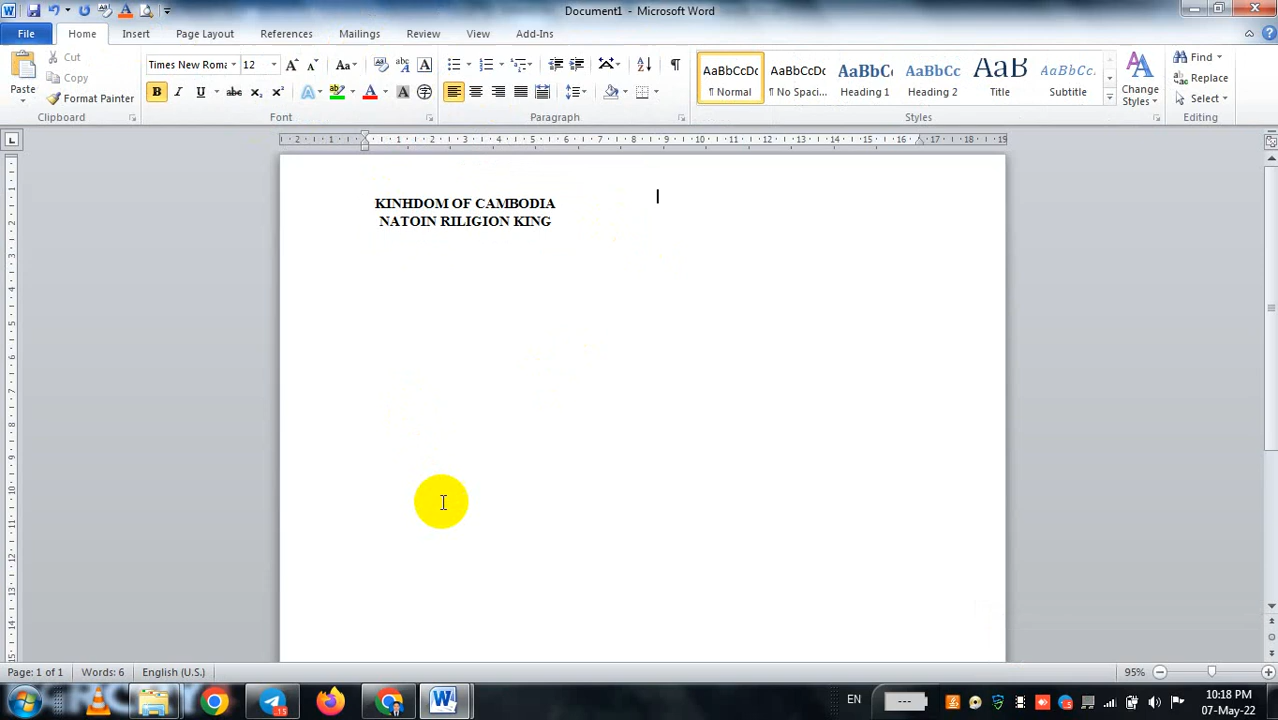 Document1 - Microsoft Word
File Home Insert Page Layout References Mailings Review View Add-Ins
Cut
Copy
Format Painter
Paste
Clipboard
Times New Roma 12
Font
Paragraph
AaBbCcDc AaBbCcDc AaBbCc AaBbCc AaB AaBbCcDc
¶ Normal ¶ No Spaci... Heading 1 Heading 2 Title Subtitle
Change Styles
Styles
Find
Replace
Select
Editing
KINHDOM OF CAMBODIA
NATOIN RILIGION KING
Page: 1 of 1 Words: 6 English (U.S.) 95%
EN 10:18 PM
07-May-22